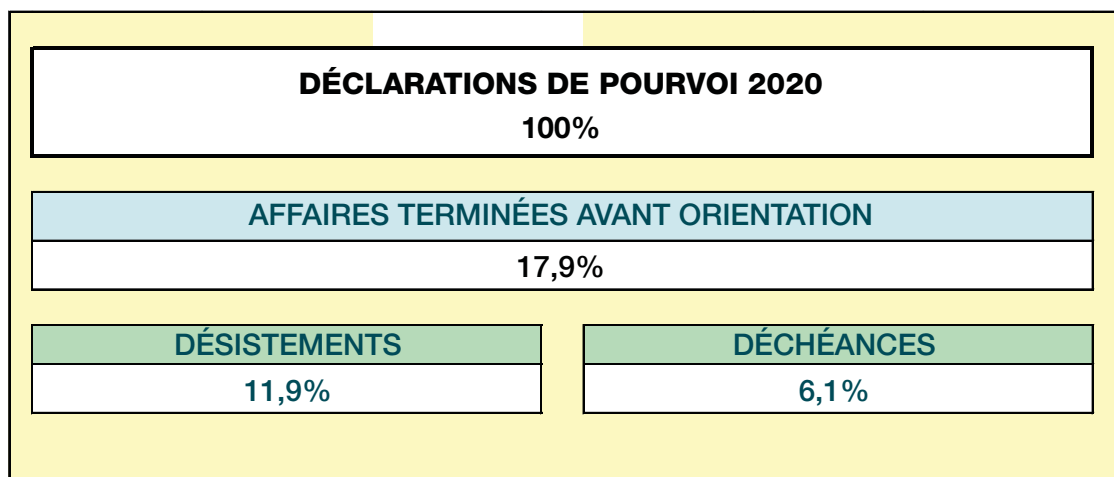 DÉCLARATIONS DE POURVOI 2020
100%
AFFAIRES TERMINÉES AVANT ORIENTATION
17,9%
DÉSISTEMENTS
DÉCHÉANCES
11,9%
6,1%